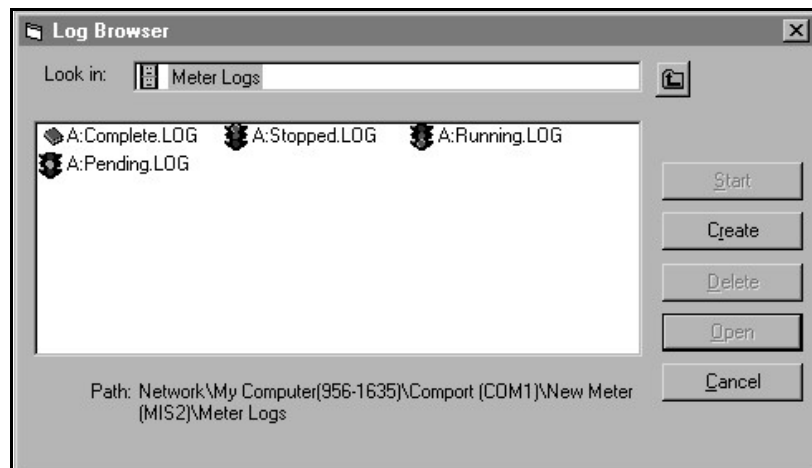 Log Browser
Look in: Meter Logs
A:Complete.LOG A:Stopped.LOG A:Running.LOG
A:Pending.LOG
Start
Create
Delete
Open
Cancel
Path: Network\My Computer(956-1635)\Comport (COM1)\New Meter
(MIS2)\Meter Logs